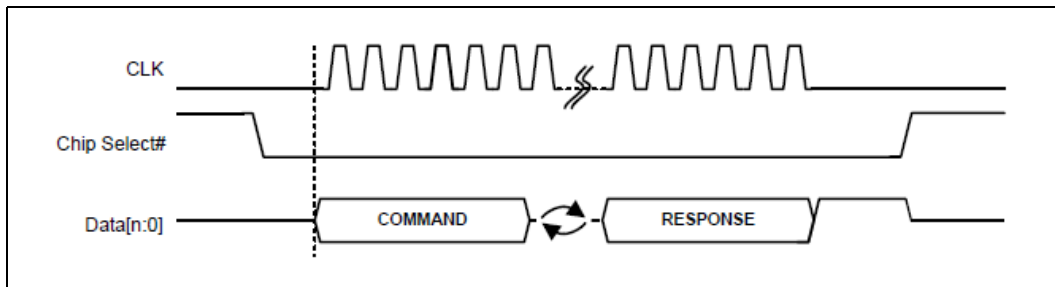 CLK
Chip Select#
Data[n:0]
COMMAND
RESPONSE